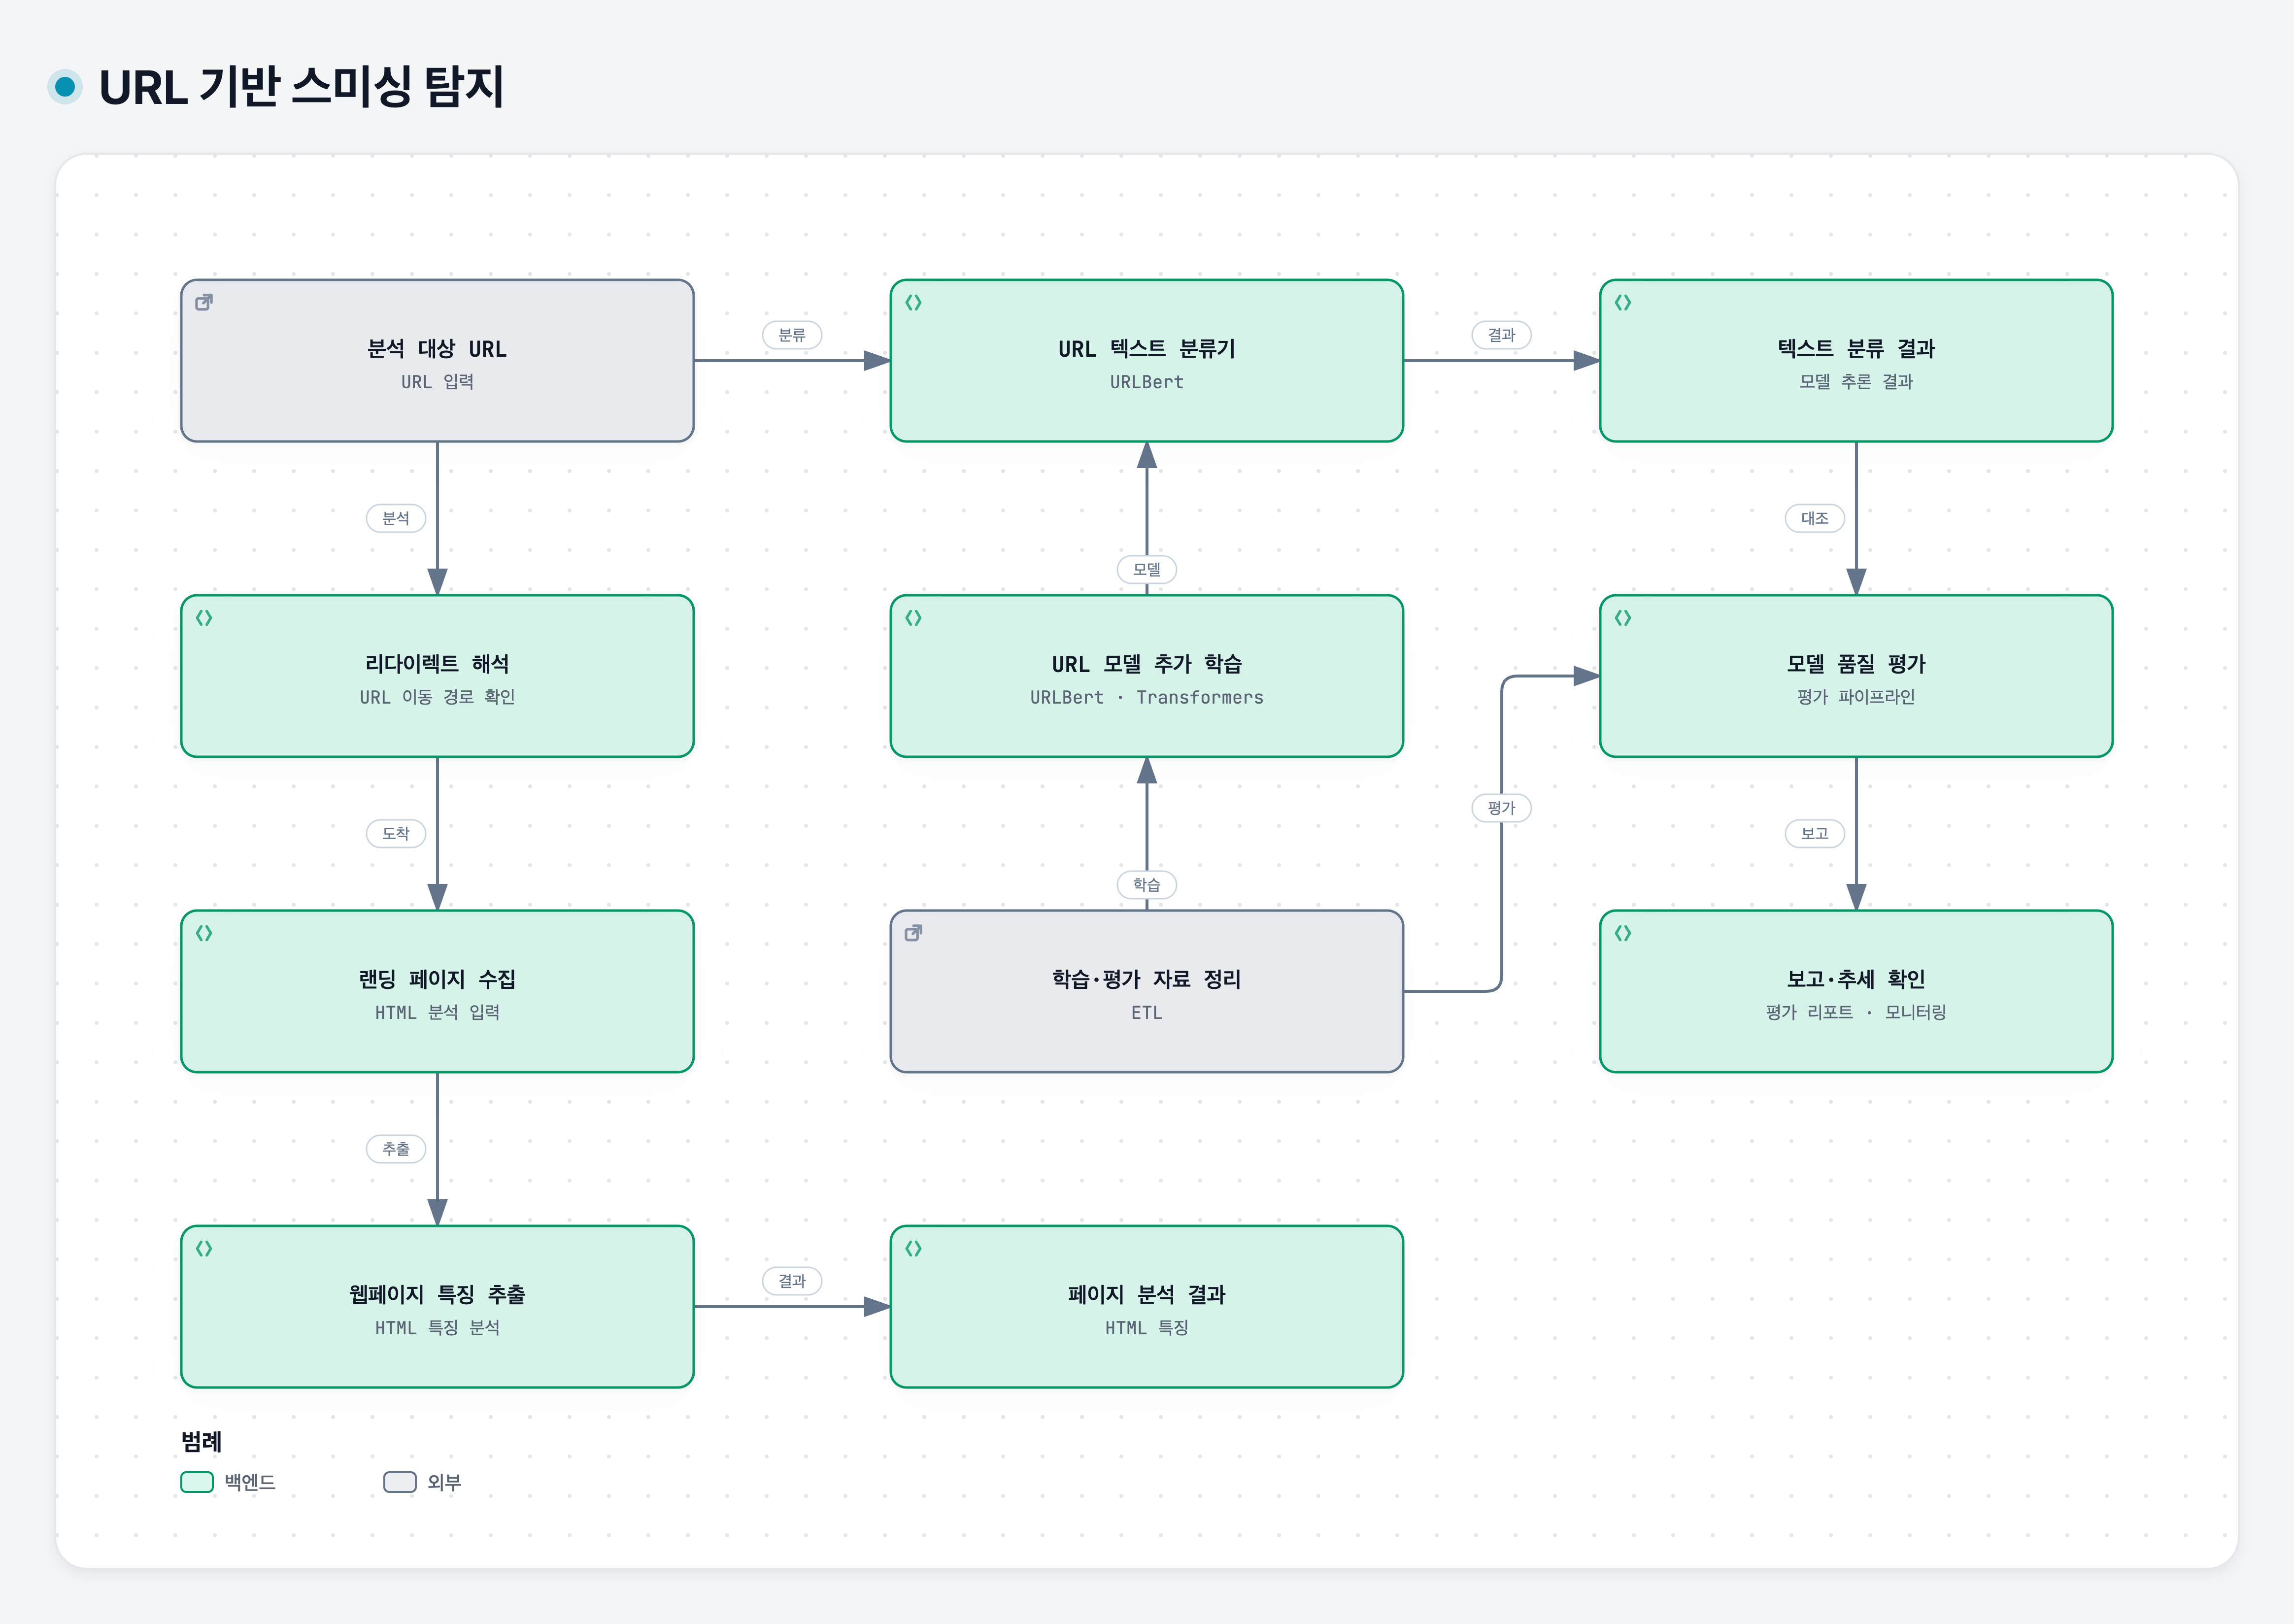 URL 기반 스미싱 탐지
분석 대상 URL
URL 입력
분류
URL 텍스트 분류기
URLBert
결과
텍스트 분류 결과
모델 추론 결과
분석
모델
대조
리다이렉트 해석
URL 이동 경로 확인
URL 모델 추가 학습
URLBert · Transformers
모델 품질 평가
평가 파이프라인
도착
학습
평가
보고
랜딩 페이지 수집
HTML 분석 입력
학습·평가 자료 정리
ETL
보고·추세 확인
평가 리포트 · 모니터링
추출
웹페이지 특징 추출
HTML 특징 분석
결과
페이지 분석 결과
HTML 특징
범례
백엔드
외부